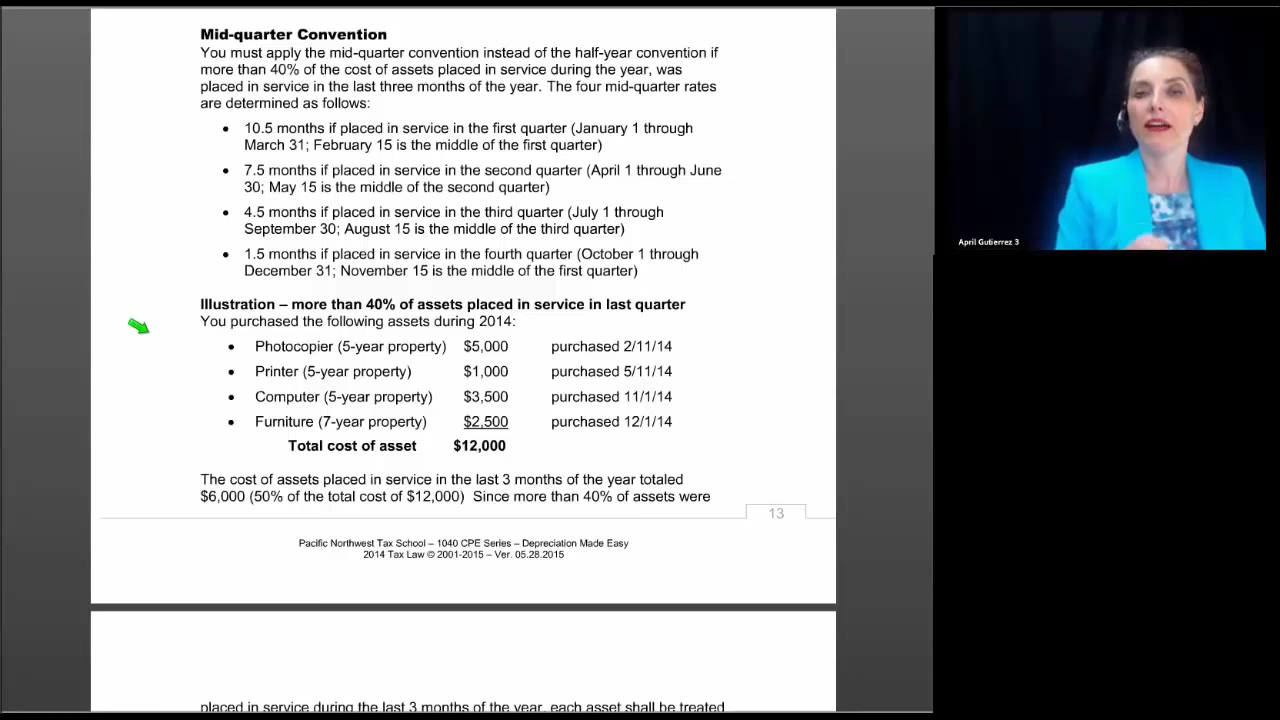 Mid-quarter Convention
You must apply the mid-quarter convention instead of the half-year convention if
more than 40% of the cost of assets placed in service during the year, was
placed in service in the last three months of the year. The four mid-quarter rates
are determined as follows:
• 10.5 months if placed in service in the first quarter (January 1 through
March 31; February 15 is the middle of the first quarter)
• 7.5 months if placed in service in the second quarter (April 1 through June
30; May 15 is the middle of the second quarter)
• 4.5 months if placed in service in the third quarter (July 1 through
September 30; August 15 is the middle of the third quarter)
• 1.5 months if placed in service in the fourth quarter (October 1 through
December 31; November 15 is the middle of the first quarter)
Illustration – more than 40% of assets placed in service in last quarter
You purchased the following assets during 2014:
• Photocopier (5-year property) $5,000 purchased 2/11/14
• Printer (5-year property) $1,000 purchased 5/11/14
• Computer (5-year property) $3,500 purchased 11/1/14
• Furniture (7-year property) $2,500 purchased 12/1/14
Total cost of asset $12,000
The cost of assets placed in service in the last 3 months of the year totaled
$6,000 (50% of the total cost of $12,000) Since more than 40% of assets were
13
Pacific Northwest Tax School – 1040 CPE Series – Depreciation Made Easy
2014 Tax Law © 2001-2015 – Ver. 05.28.2015
placed in service during the last 3 months of the year, each asset shall be treated
April Gutierrez 3